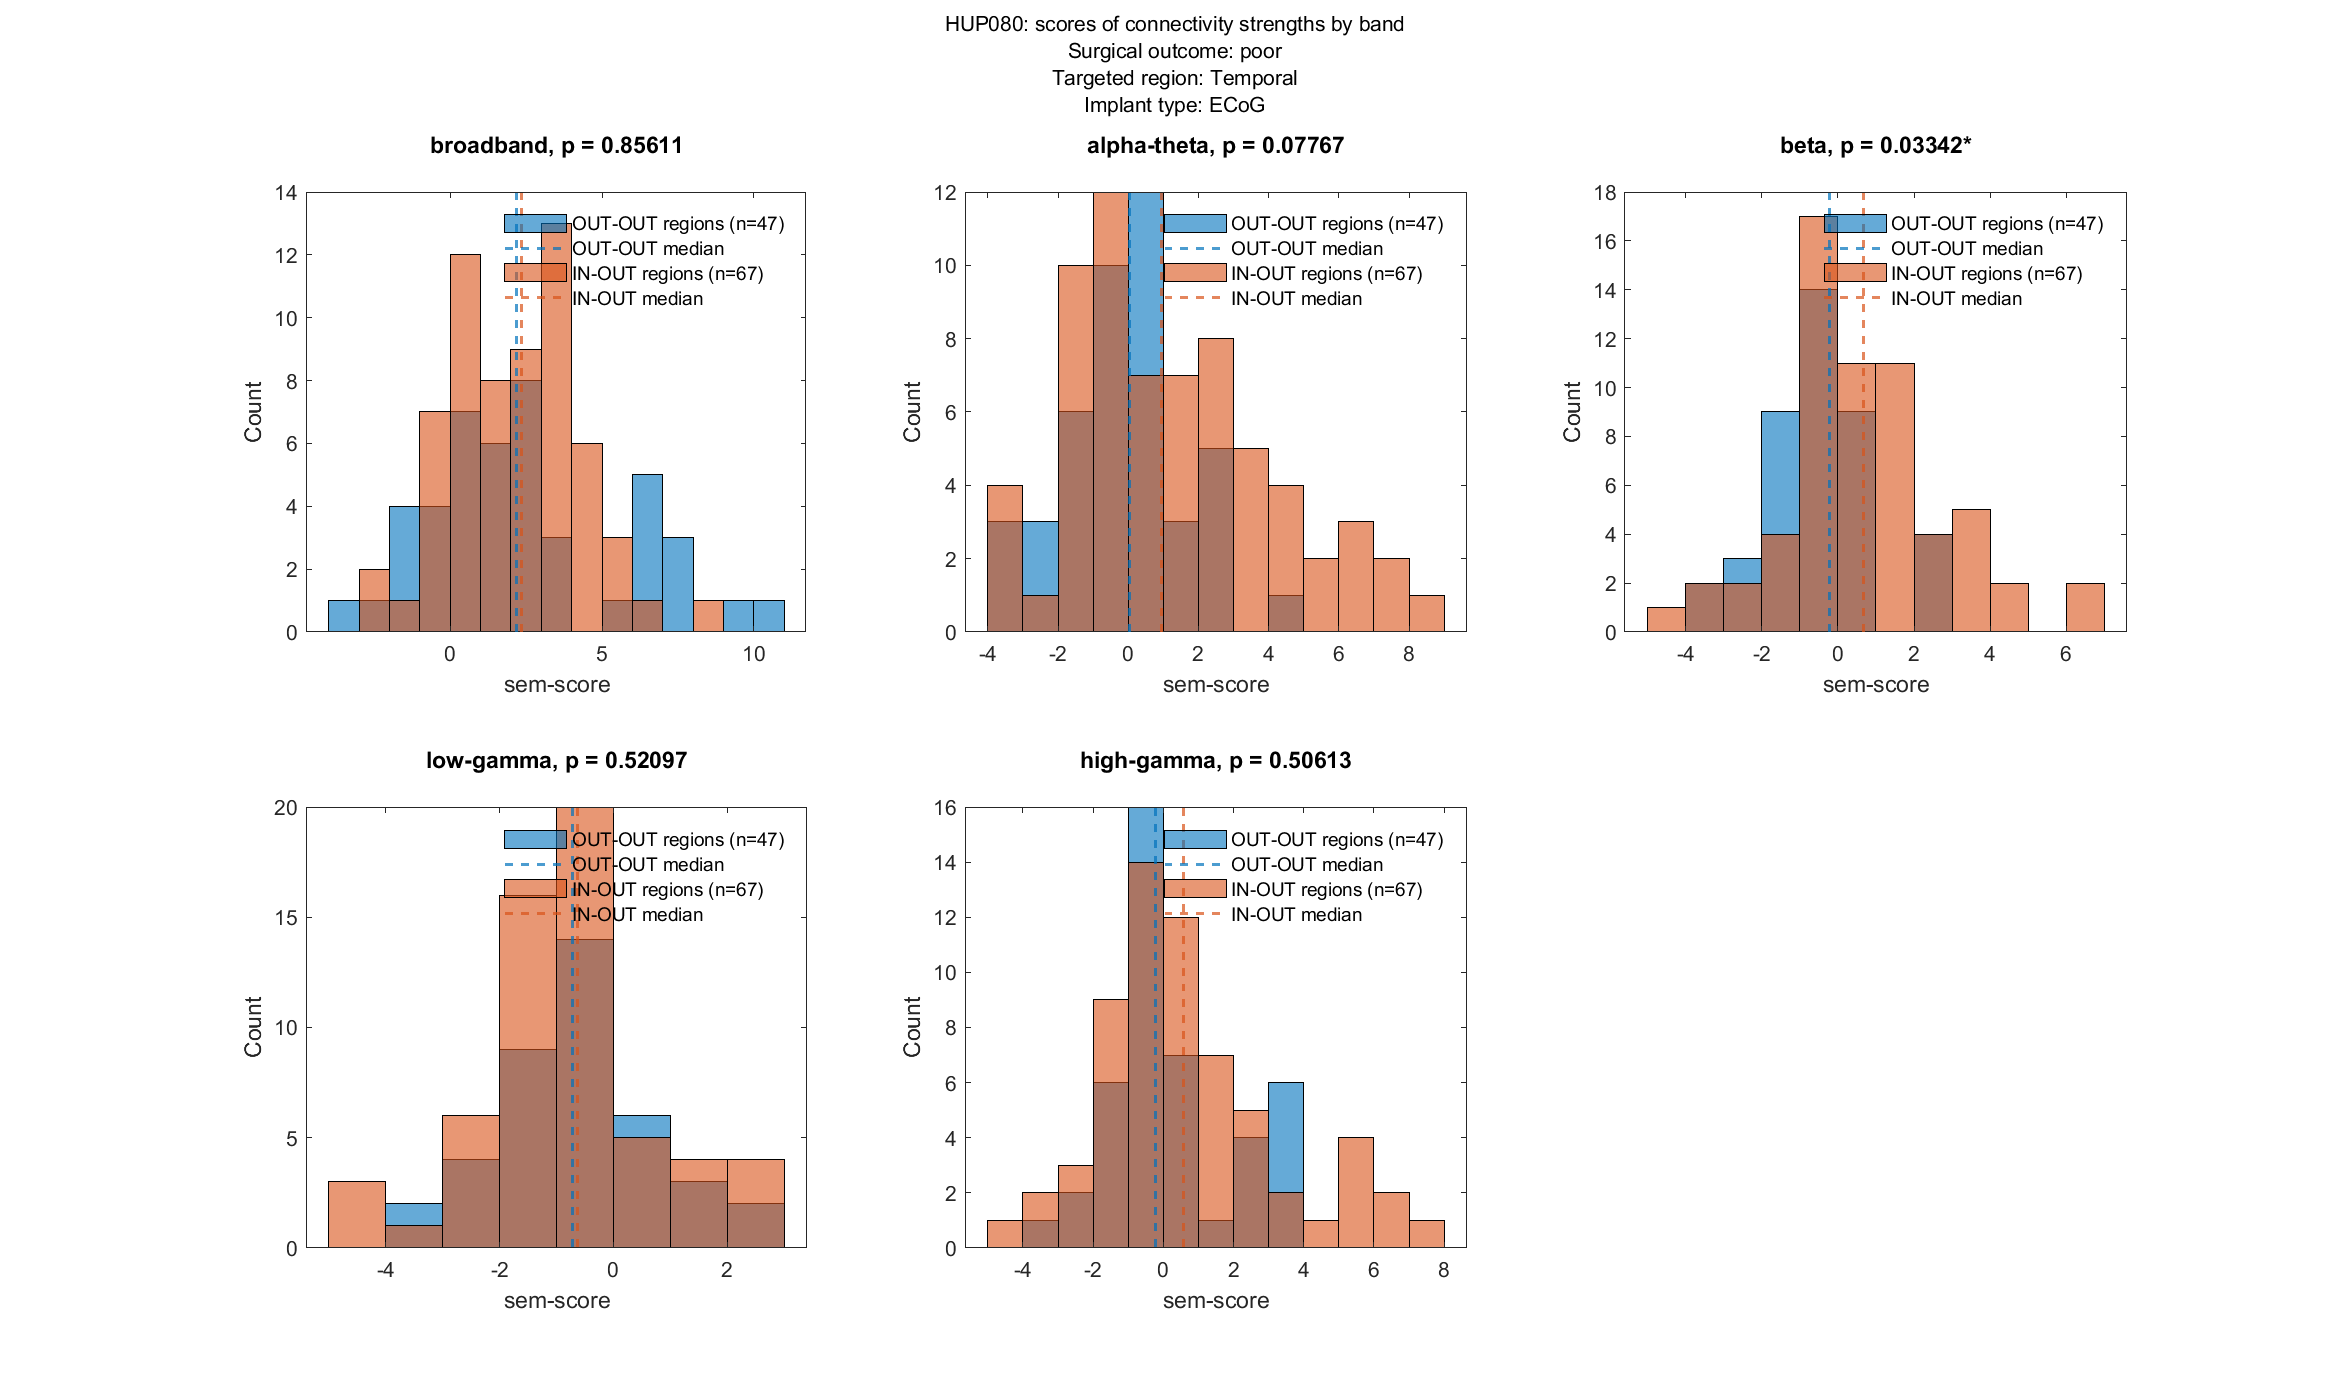 HUP080: scores of connectivity strengths by band
Surgical outcome: poor
Targeted region: Temporal
Implant type: ECoG
broadband, p = 0.85611
14
12
10
8
6
4
2
0
Count
0 5 10
sem-score
OUT-OUT regions (n=47)
OUT-OUT median
IN-OUT regions (n=67)
IN-OUT median
alpha-theta, p = 0.07767
12
10
8
6
4
2
0
Count
-4 -2 0 2 4 6 8
sem-score
OUT-OUT regions (n=47)
OUT-OUT median
IN-OUT regions (n=67)
IN-OUT median
beta, p = 0.03342*
18
16
14
12
10
8
6
4
2
0
Count
-4 -2 0 2 4 6
sem-score
OUT-OUT regions (n=47)
OUT-OUT median
IN-OUT regions (n=67)
IN-OUT median
low-gamma, p = 0.52097
20
15
10
5
0
Count
-4 -2 0 2
sem-score
OUT-OUT regions (n=47)
OUT-OUT median
IN-OUT regions (n=67)
IN-OUT median
high-gamma, p = 0.50613
16
14
12
10
8
6
4
2
0
Count
-4 -2 0 2 4 6 8
sem-score
OUT-OUT regions (n=47)
OUT-OUT median
IN-OUT regions (n=67)
IN-OUT median